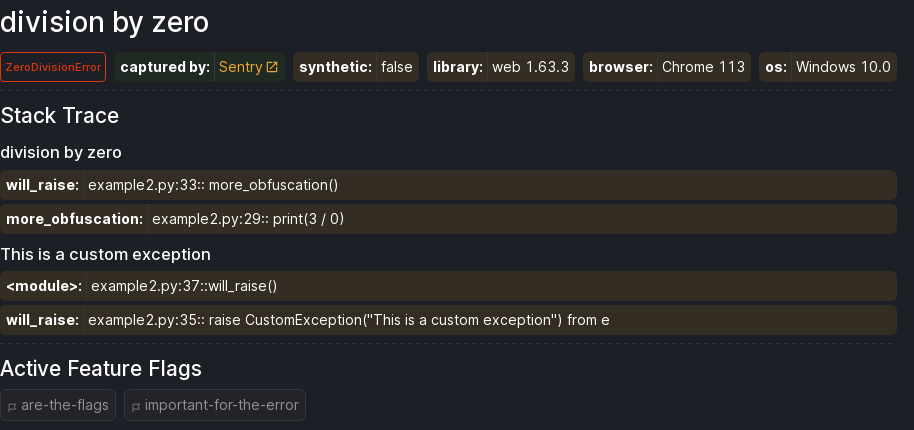 division by zero
ZeroDivisionError captured by: Sentry synthetic: false library: web 1.63.3 browser: Chrome 113 os: Windows 10.0
Stack Trace
division by zero
will_raise: example2.py:33:: more_obfuscation()
more_obfuscation: example2.py:29:: print(3 / 0)
This is a custom exception
<module>: example2.py:37::will_raise()
will_raise: example2.py:35:: raise CustomException("This is a custom exception") from e
Active Feature Flags
are-the-flags important-for-the-error